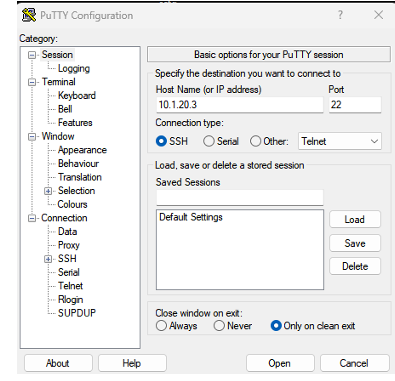 PuTTY Configuration
? ×
Category:
Session
Logging
Terminal
Keyboard
Bell
Features
Window
Appearance
Behaviour
Translation
Selection
Colours
Connection
Data
Proxy
SSH
Serial
Telnet
Rlogin
SUPDUP
Basic options for your PuTTY session
Specify the destination you want to connect to
Host Name (or IP address) Port
10.1.20.3 22
Connection type:
SSH Serial Other: Telnet
Load, save or delete a stored session
Saved Sessions
Default Settings
Load
Save
Delete
Close window on exit:
Always Never Only on clean exit
About Help Open Cancel